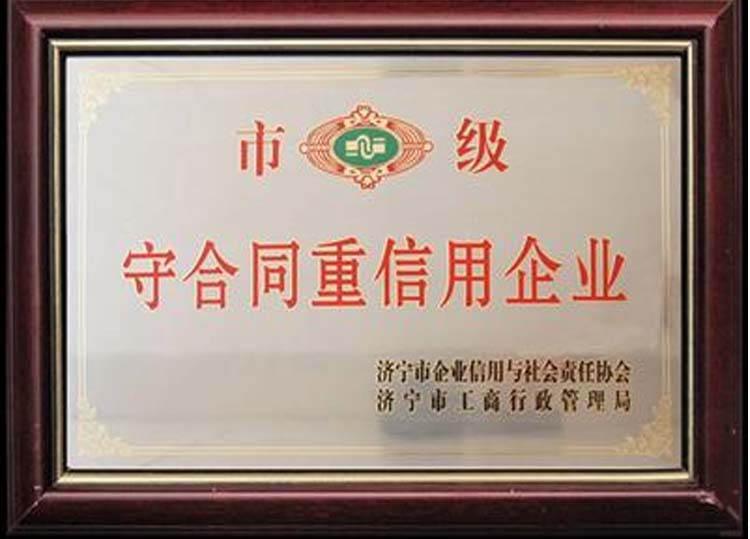 市 级
守合同重信用企业
济宁市企业信用与社会责任协会
济宁市工商行政管理局